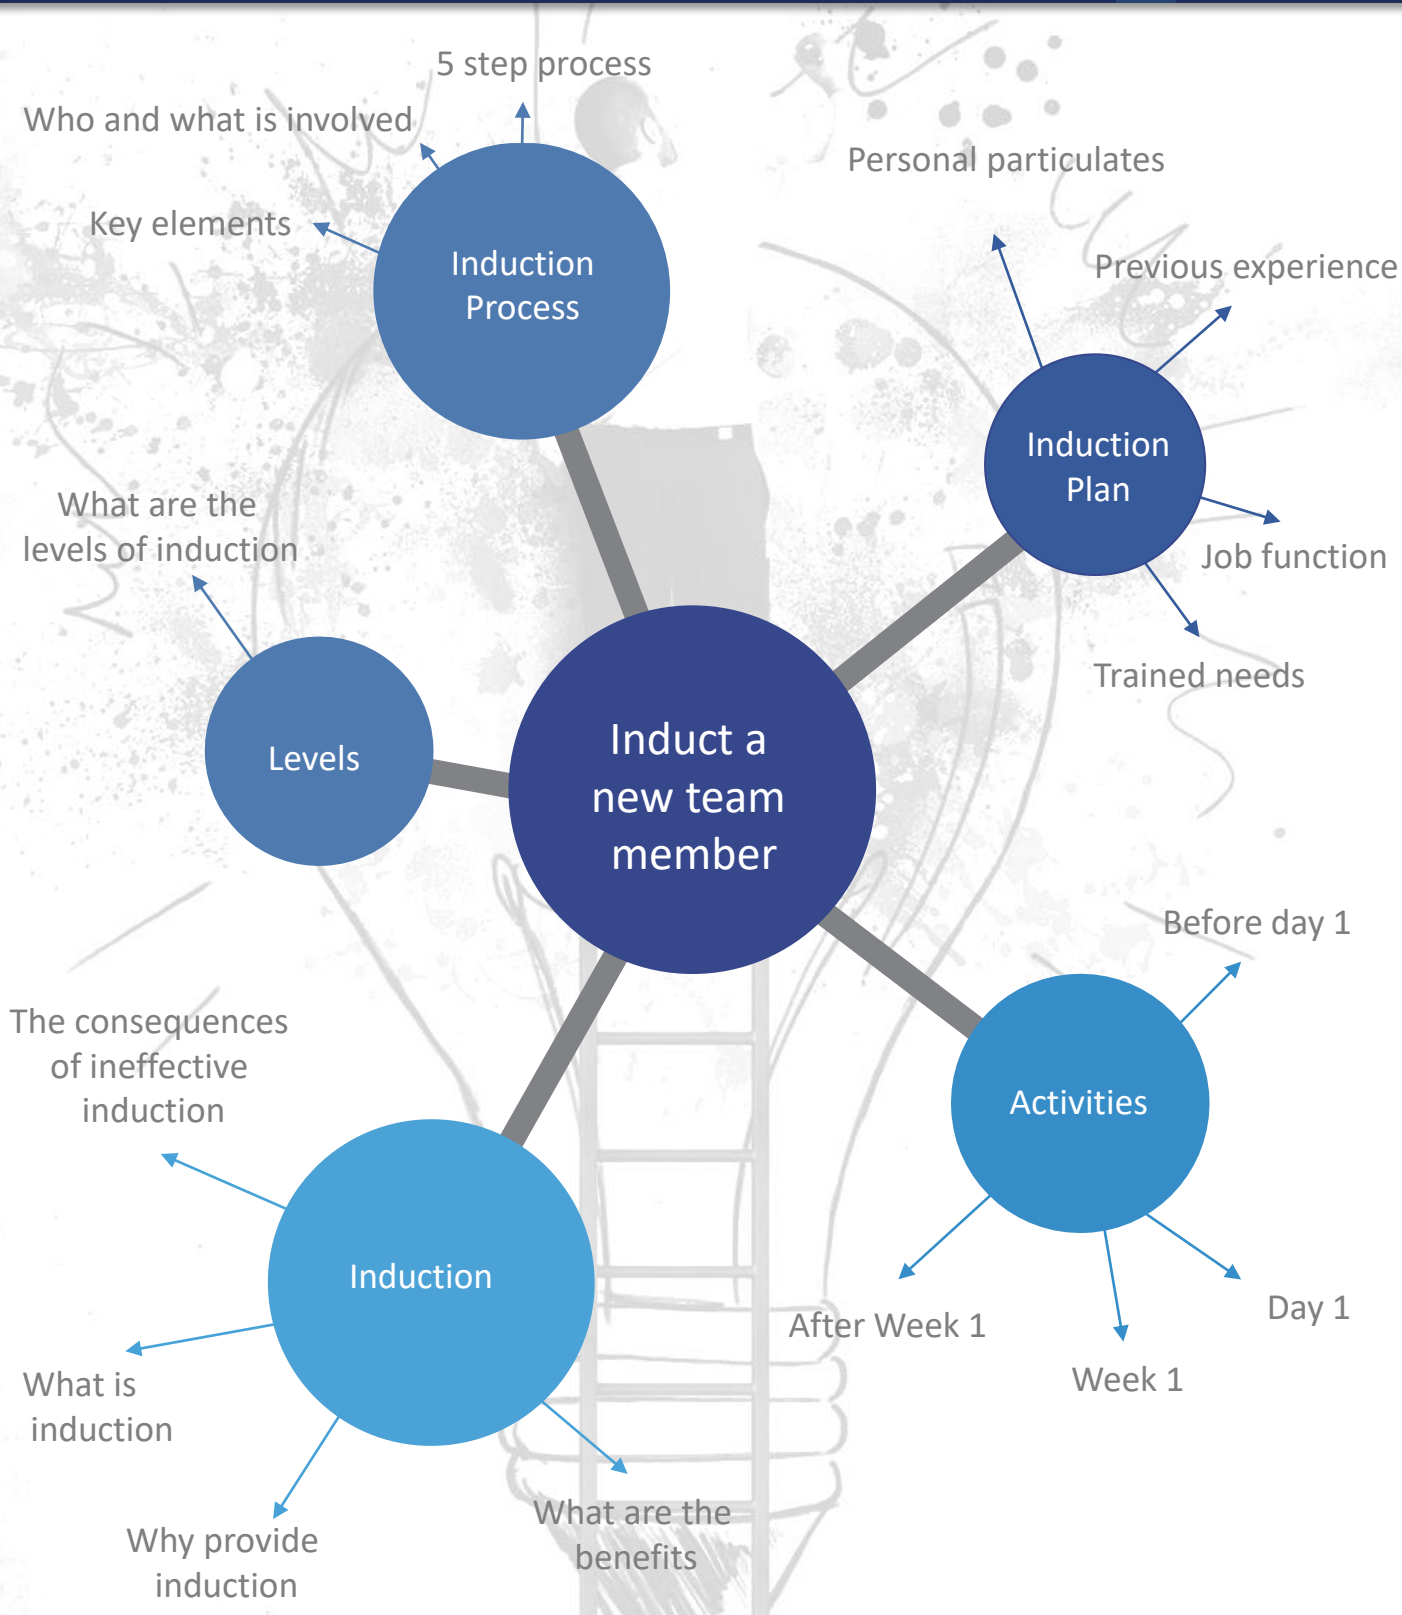 5 step process
Who and what is involved
Key elements
Induction
Process
Personal particulates
Previous experience
Induction
Plan
Job function
Trained needs
What are the
levels of induction
Levels
Induct a
new team
member
Before day 1
Activities
After Week 1
Week 1
Day 1
The consequences
of ineffective
induction
Induction
What is
induction
Why provide
induction
What are the
benefits